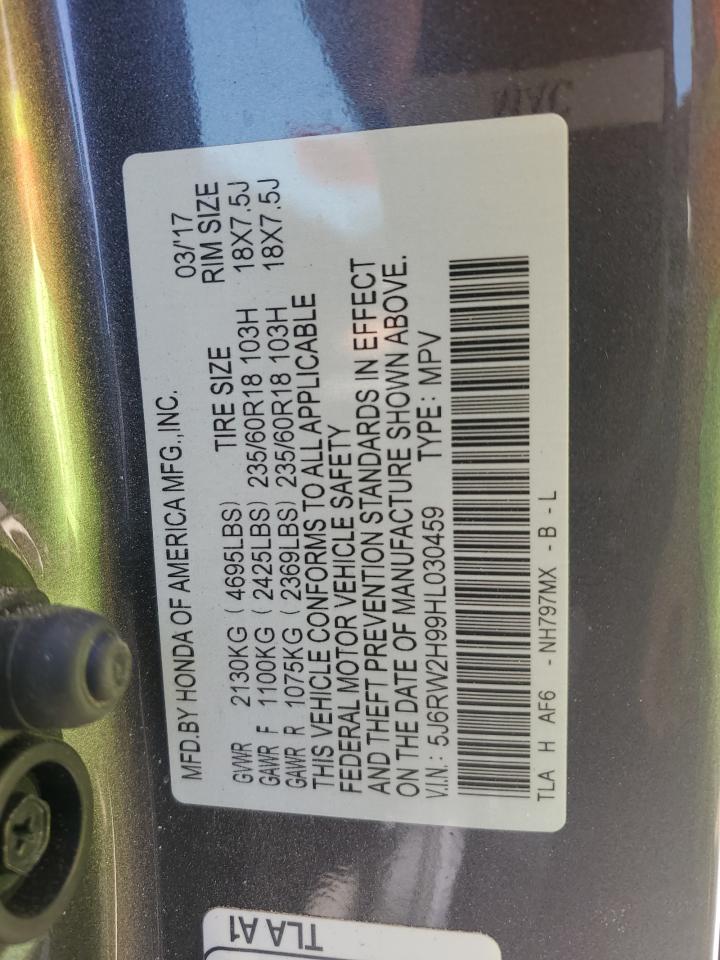 MFD.BY HONDA OF AMERICA MFG.,INC. 03/'17
TIRE SIZE RIM SIZE
GVWR 2130KG ( 4695LBS)
GAWR F 1100KG ( 2425LBS) 235/60R18 103H 18X7.5J
GAWR R 1075KG ( 2369LBS) 235/60R18 103H 18X7.5J
THIS VEHICLE CONFORMS TO ALL APPLICABLE
FEDERAL MOTOR VEHICLE SAFETY
AND THEFT PREVENTION STANDARDS IN EFFECT
ON THE DATE OF MANUFACTURE SHOWN ABOVE.
V.I.N.: 5J6RW2H99HL030459 TYPE: MPV
TLA H AF6 - NH797MX - B - L
TLA A1